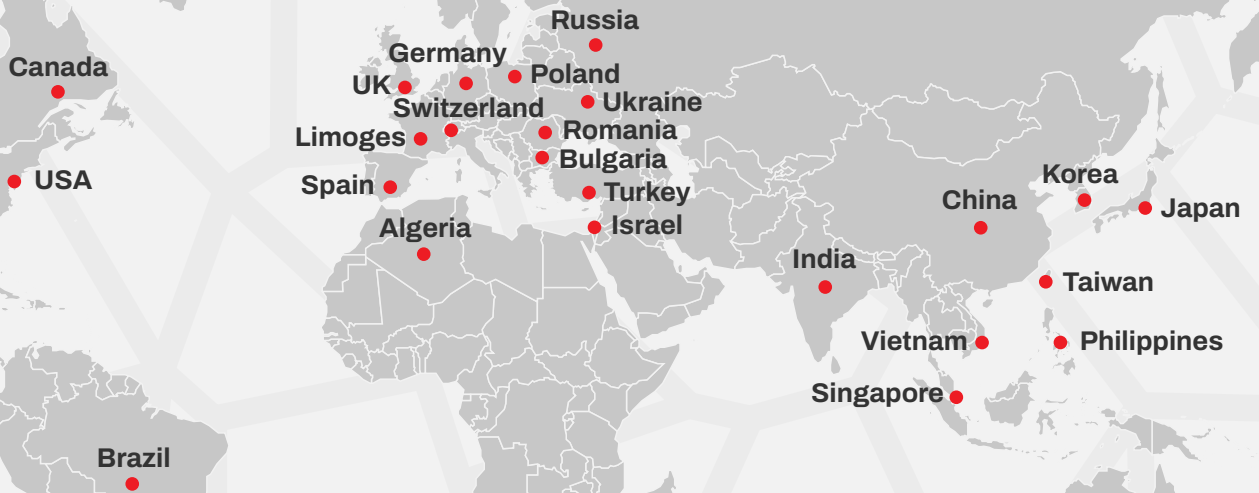 Russia
Germany
Canada
Poland
UK
Ukraine
Switzerland
Romania
Limoges
Bulgaria
Korea
USA
Spain
Turkey
China
Japan
Algeria
Israel
India
Taiwan
Vietnam
Philippines
Singapore
Brazil